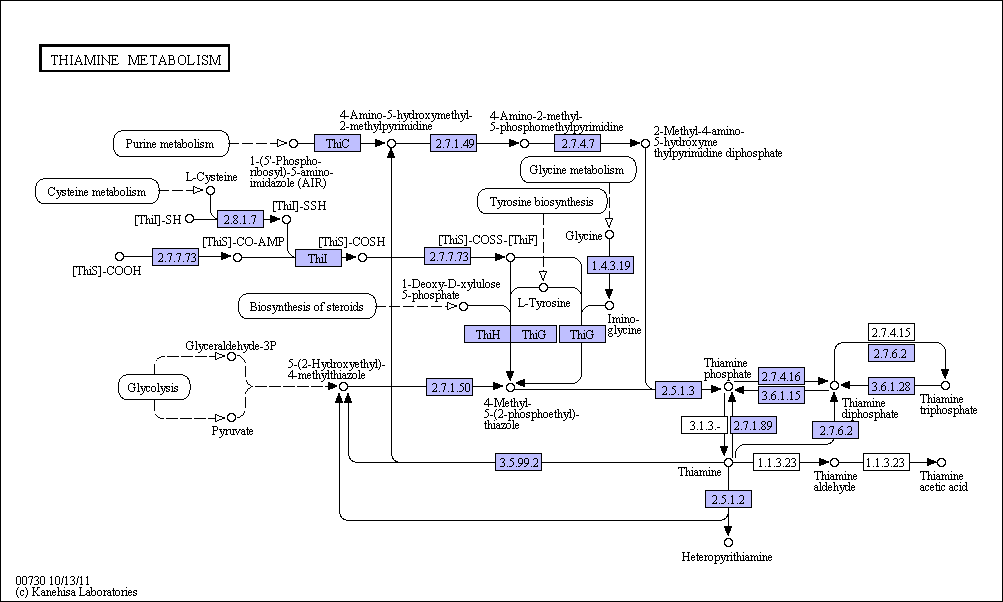 THIAMINE METABOLISM
4-Amino-5-hydroxymethyl-
2-methylpyrimidine
4-Amino-2-methyl-
5-phosphomethylpyrimidine
2-Methyl-4-amino-
5-hydroxyme
thylpyrimidine diphosphate
Purine metabolism
ThiC
2.7.1.49
2.7.4.7
1-(5'-Phospho-
ribosyl)-5-amino-
imidazole (AIR)
Glycine metabolism
L-Cysteine
Cysteine metabolism
Tyrosine biosynthesis
[ThiI]-SH
2.8.1.7
[ThiI]-SSH
Glycine
[ThiS]-CO-AMP
[ThiS]-COSH
[ThiS]-COSS-[ThiF]
[ThiS]-COOH
2.7.7.73
ThiI
2.7.7.73
1.4.3.19
1-Deoxy-D-xylulose
5-phosphate
Biosynthesis of steroids
L-Tyrosine
Imino-
glycine
ThiH
ThiG
ThiG
2.7.4.15
2.7.6.2
Glyceraldehyde-3P
5-(2-Hydroxyethyl)-
4-methylthiazole
Thiamine
phosphate
Glycolysis
2.7.1.50
2.5.1.3
2.7.4.16
3.6.1.15
3.6.1.28
4-Methyl-
5-(2-phosphoethyl)-
thiazole
Thiamine
diphosphate
Thiamine
triphosphate
Pyruvate
3.1.3.-
2.7.1.89
2.7.6.2
3.5.99.2
Thiamine
1.1.3.23
Thiamine
aldehyde
1.1.3.23
Thiamine
acetic acid
2.5.1.2
Heteropyrithiamine
00730 10/13/11
(c) Kanehisa Laboratories